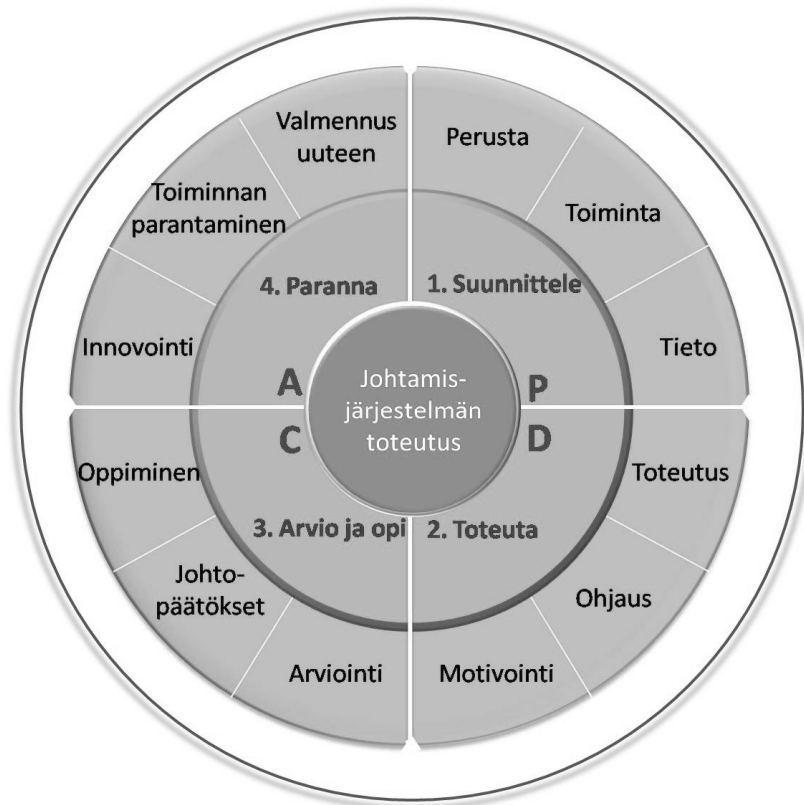 Valmennus
uuteen
Perusta
Toiminnan
parantaminen
Toiminta
4. Paranna
1. Suunnittele
Innovointi
Tieto
A
P
Johtamis-
järjestelmän
toteutus
C
D
Oppiminen
Toteutus
3. Arvio ja opi
2. Toteuta
Johto-
päätökset
Ohjaus
Arviointi
Motivointi